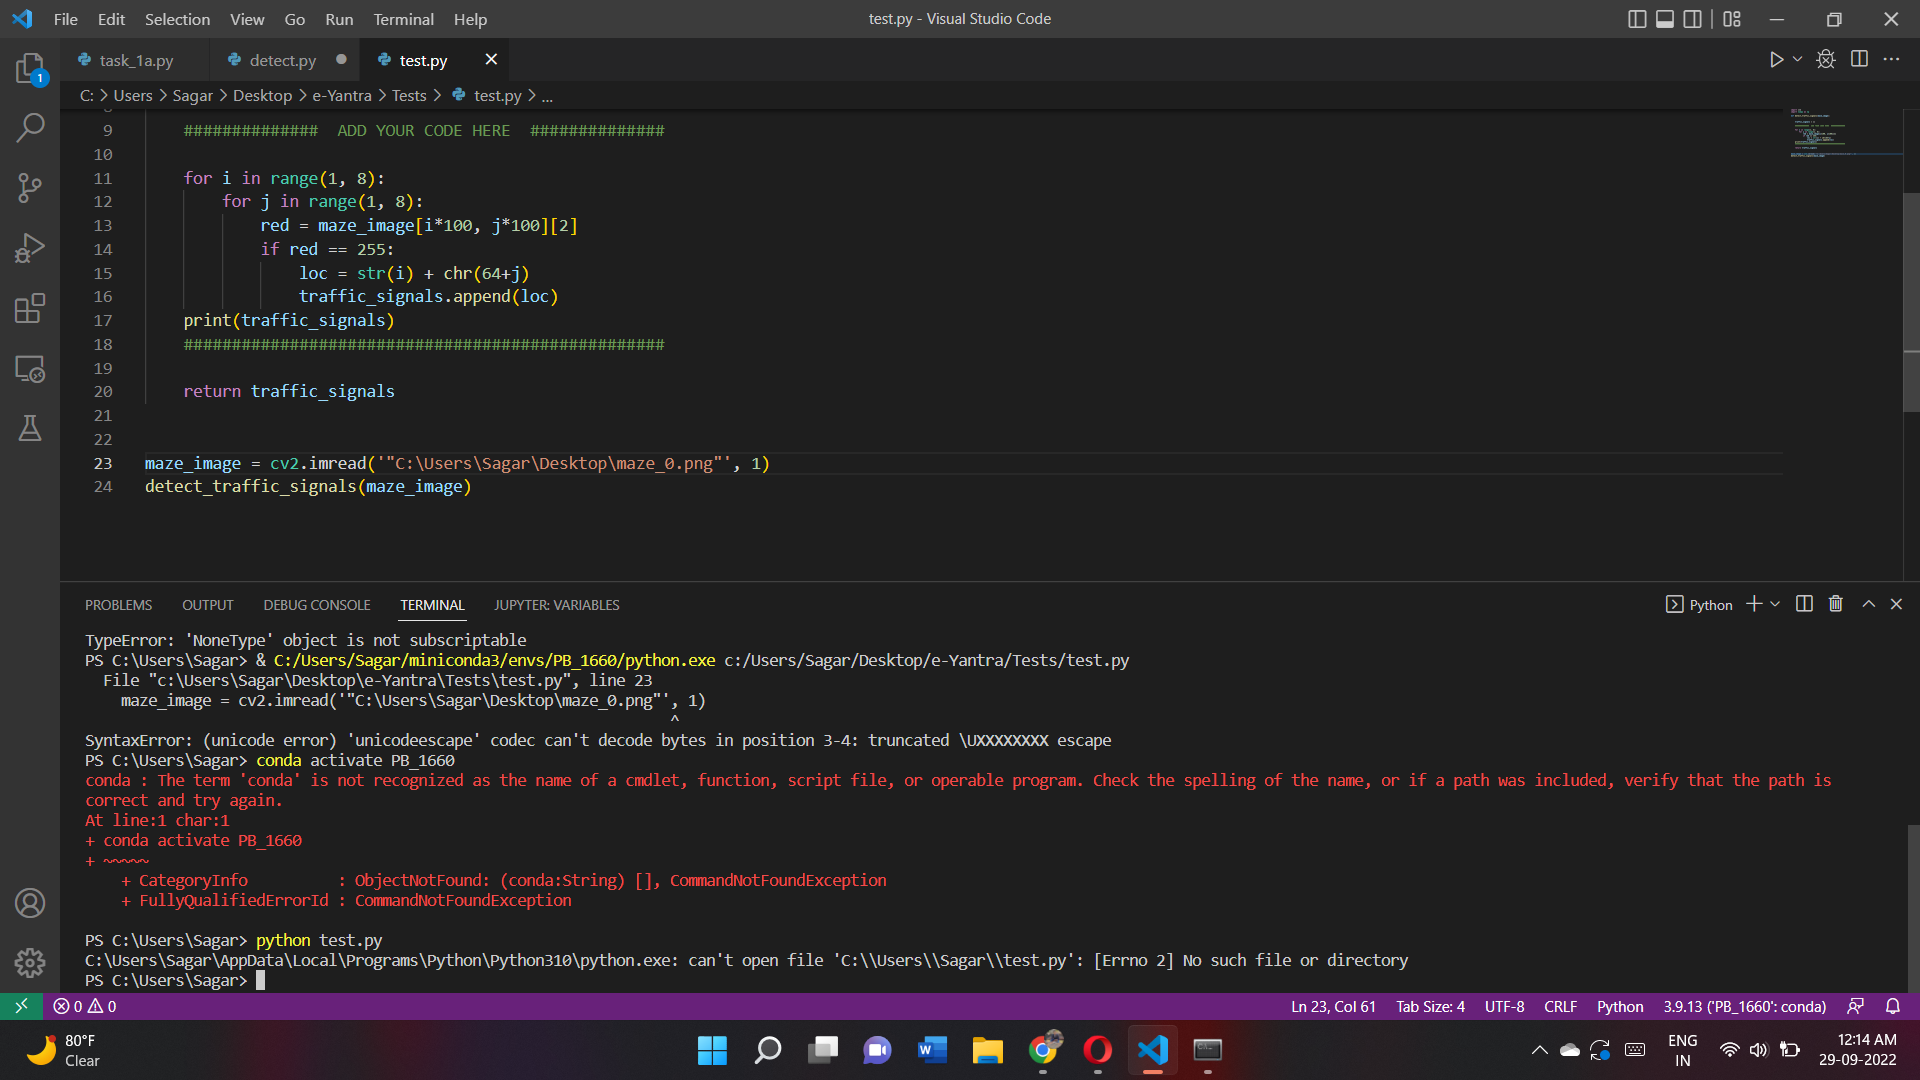 File Edit Selection View Go Run Terminal Help
test.py - Visual Studio Code
task_1a.py
detect.py
test.py
1
C: > Users > Sagar > Desktop > e-Yantra > Tests > test.py > ...
9 ############## ADD YOUR CODE HERE ##############
10
11 for i in range(1, 8):
12 for j in range(1, 8):
13 red = maze_image[i*100, j*100][2]
14 if red == 255:
15 loc = str(i) + chr(64+j)
16 traffic_signals.append(loc)
17 print(traffic_signals)
18 ##################################################
19
20 return traffic_signals
21
22
23 maze_image = cv2.imread('"C:\Users\Sagar\Desktop\maze_0.png"', 1)
24 detect_traffic_signals(maze_image)
PROBLEMS OUTPUT DEBUG CONSOLE TERMINAL JUPYTER: VARIABLES
Python
TypeError: 'NoneType' object is not subscriptable
PS C:\Users\Sagar> & C:/Users/Sagar/miniconda3/envs/PB_1660/python.exe c:/Users/Sagar/Desktop/e-Yantra/Tests/test.py
File "c:\Users\Sagar\Desktop\e-Yantra\Tests\test.py", line 23
maze_image = cv2.imread('"C:\Users\Sagar\Desktop\maze_0.png"', 1)
^
SyntaxError: (unicode error) 'unicodeescape' codec can't decode bytes in position 3-4: truncated \UXXXXXXXX escape
PS C:\Users\Sagar> conda activate PB_1660
conda : The term 'conda' is not recognized as the name of a cmdlet, function, script file, or operable program. Check the spelling of the name, or if a path was included, verify that the path is
correct and try again.
At line:1 char:1
+ conda activate PB_1660
+ ~~~~~
+ CategoryInfo : ObjectNotFound: (conda:String) [], CommandNotFoundException
+ FullyQualifiedErrorId : CommandNotFoundException
PS C:\Users\Sagar> python test.py
C:\Users\Sagar\AppData\Local\Programs\Python\Python310\python.exe: can't open file 'C:\\Users\\Sagar\\test.py': [Errno 2] No such file or directory
PS C:\Users\Sagar>
0 0
Ln 23, Col 61 Tab Size: 4 UTF-8 CRLF Python 3.9.13 ('PB_1660': conda)
80°F
Clear
ENG
IN
12:14 AM
29-09-2022